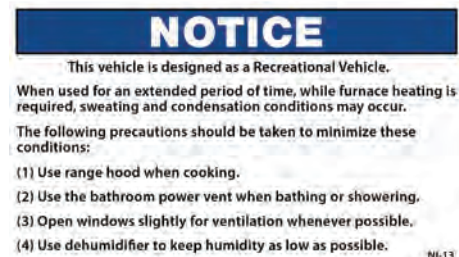 NOTICE
This vehicle is designed as a Recreational Vehicle.
When used for an extended period of time, while furnace heating is
required, sweating and condensation conditions may occur.
The following precautions should be taken to minimize these
conditions:
(1) Use range hood when cooking.
(2) Use the bathroom power vent when bathing or showering.
(3) Open windows slightly for ventilation whenever possible.
(4) Use dehumidifier to keep humidity as low as possible.